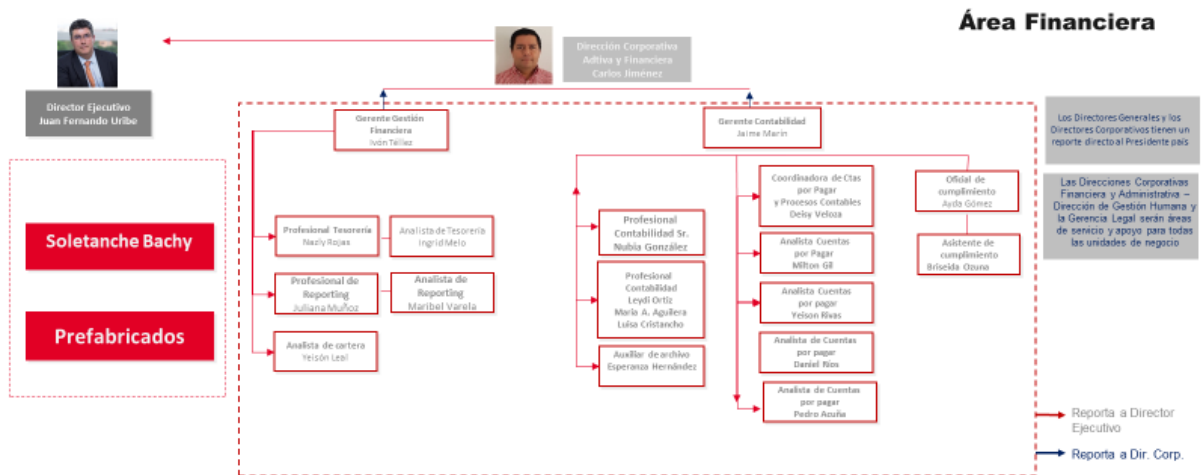 Área Financiera
Dirección Corporativa
Adtiva y Financiera
Carlos Jiménez
Director Ejecutivo
Juan Fernando Uribe
Gerente Gestión
Financiera
Ivón Téllez
Gerente Contabilidad
Jaime Marín
Los Directores Generales y los
Directores Corporativos tienen un
reporte directo al Presidente país
Las Direcciones Corporativas
Financiera y Administrativa –
Dirección de Gestión Humana y
la Gerencia Legal serán áreas
de servicio y apoyo para todas
las unidades de negocio
Soletanche Bachy
Prefabricados
Profesional Tesorería
Nazly Rojas
Analista de Tesorería
Ingrid Melo
Profesional de
Reporting
Juliana Muñoz
Analista de
Reporting
Maribel Varela
Analista de cartera
Yeisón Leal
Profesional
Contabilidad Sr.
Nubia González
Profesional
Contabilidad
Leydi Ortiz
María A. Aguilera
Luisa Cristancho
Auxiliar de archivo
Esperanza Hernández
Coordinadora de Ctas
por Pagar
y Procesos Contables
Deisy Veloza
Analista Cuentas
por Pagar
Milton Gil
Analista Cuentas
por pagar
Yeison Rivas
Analista de Cuentas
por pagar
Daniel Ríos
Analista de Cuentas
por pagar
Pedro Azuña
Oficial de
cumplimiento
Ayda Gómez
Asistente de
cumplimiento
Briseida Ozuna
Reporta a Director
Ejecutivo
Reporta a Dir. Corp.